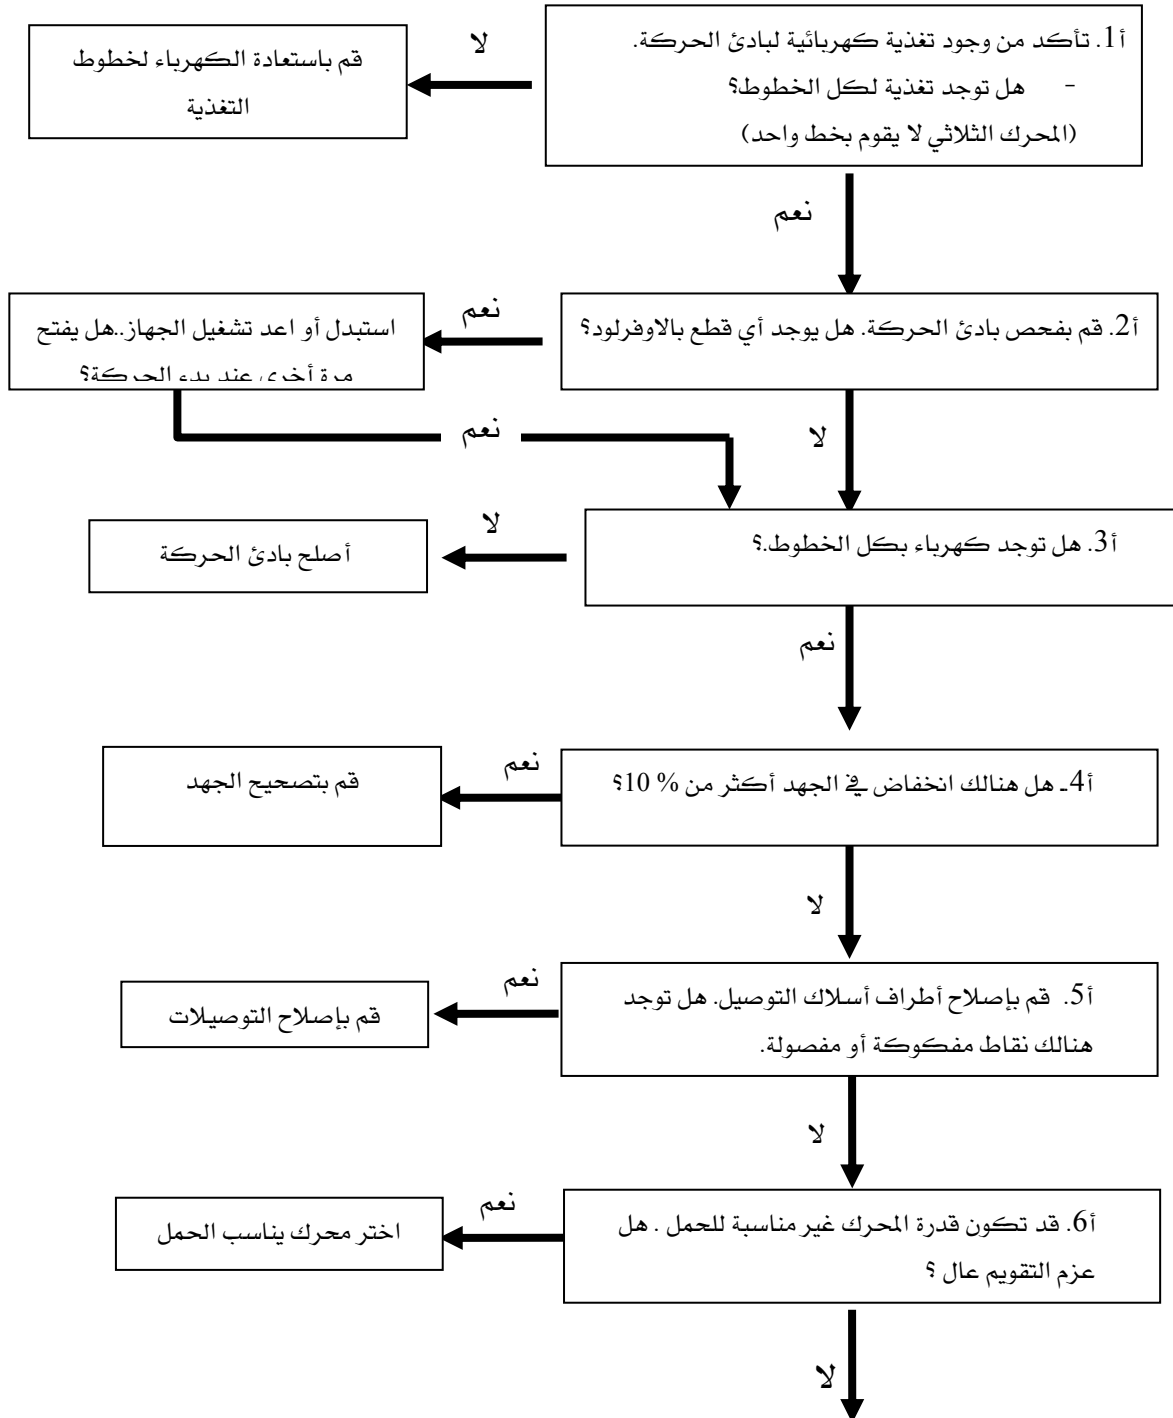 أ1. تأكد من وجود تغذية كهربائية لبادئ الحركة.
- هل توجد تغذية لكل الخطوط؟
(المحرك الثلاثي لا يقوم بخط واحد)
لا
قم باستعادة الكهرباء لخطوط
التغذية
نعم
أ2. قم بفحص بادئ الحركة. هل يوجد أي قطع بالاوفرلود؟
نعم
استبدل أو اعد تشغيل الجهاز..هل يفتح
مرة أخرى عند بدء الحركة؟
نعم
لا
أ3. هل توجد كهرباء بكل الخطوط.؟
لا
أصلح بادئ الحركة
نعم
أ4ـ هل هنالك انخفاض في الجهد أكثر من % 10؟
نعم
قم بتصحيح الجهد
لا
أ5. قم بإصلاح أطراف أسلاك التوصيل. هل توجد
هنالك نقاط مفكوكة أو مفصولة.
نعم
قم بإصلاح التوصيلات
لا
أ6. قد تكون قدرة المحرك غير مناسبة للحمل . هل
عزم التقويم عال ؟
نعم
اختر محرك يناسب الحمل
لا